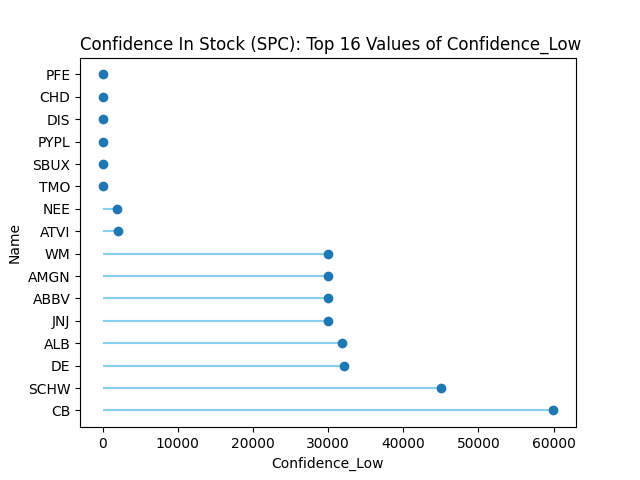 Confidence In Stock (SPC): Top 16 Values of Confidence_Low
PFE
CHD
DIS
PYPL
SBUX
TMO
NEE
ATVI
WM
AMGN
ABBV
JNJ
ALB
DE
SCHW
CB
Name
0 10000 20000 30000 40000 50000 60000
Confidence_Low